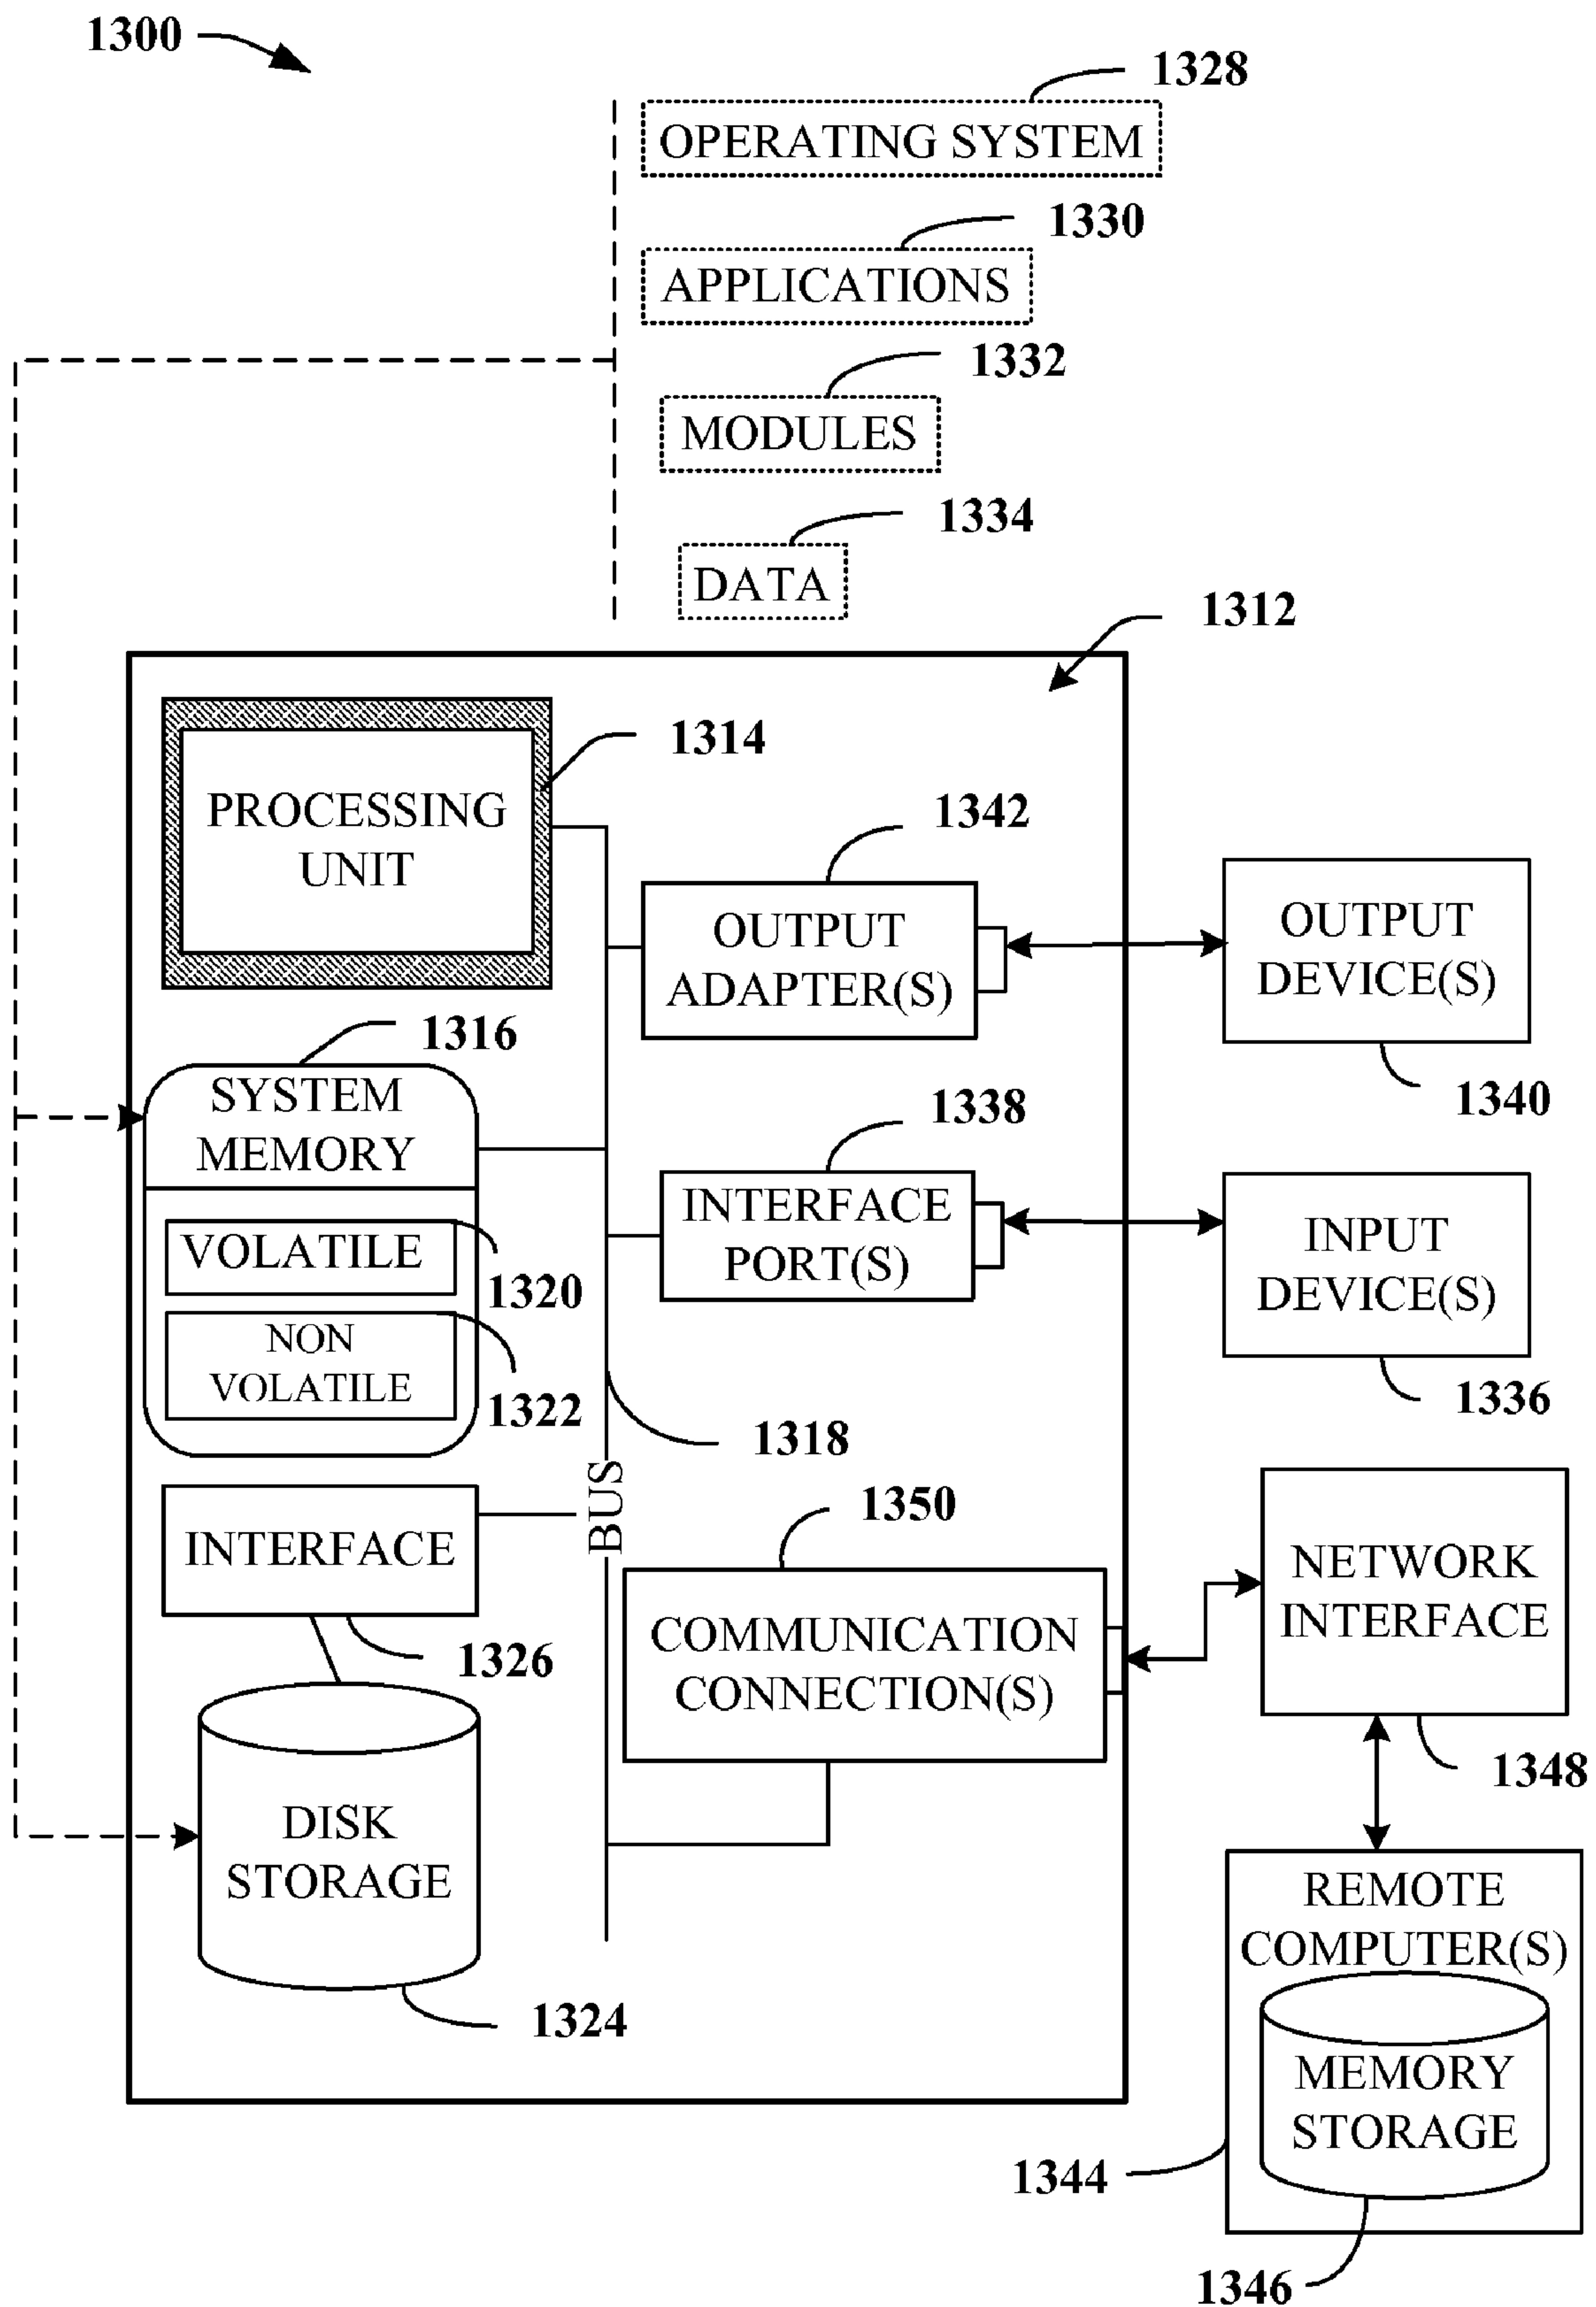 1300
1328
OPERATING SYSTEM
1330
APPLICATIONS
1332
MODULES
1334
DATA
1312
PROCESSING
UNIT
1314
1342
OUTPUT
ADAPTER(S)
OUTPUT
DEVICE(S)
1340
1316
SYSTEM
MEMORY
VOLATILE
1320
NON
VOLATILE
1322
1338
INTERFACE
PORT(S)
INPUT
DEVICE(S)
1336
1318
BUS
INTERFACE
1326
1350
COMMUNICATION
CONNECTION(S)
NETWORK
INTERFACE
1348
DISK
STORAGE
1324
REMOTE
COMPUTER(S)
MEMORY
STORAGE
1344
1346